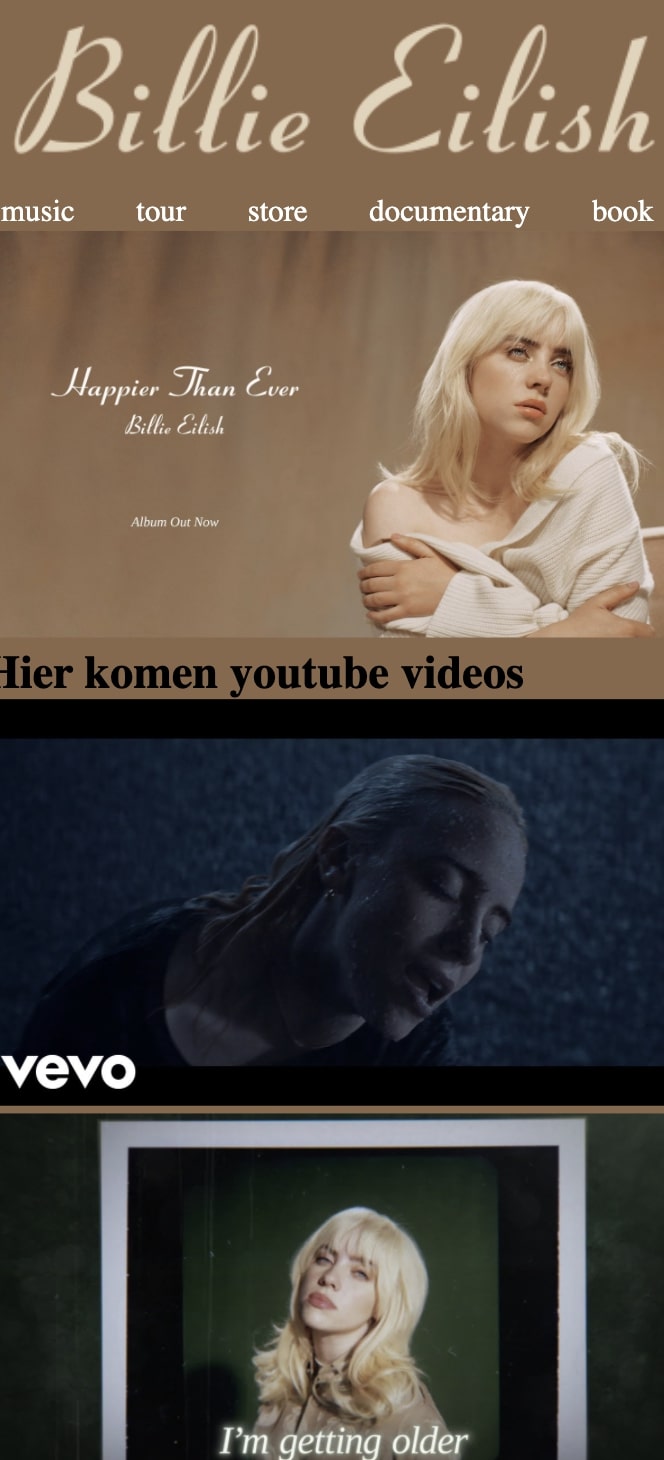 Billie Eilish
music tour store documentary book
Happier Than Ever
Billie Eilish
Album Out Now
Hier komen youtube videos
vevo
I'm getting older